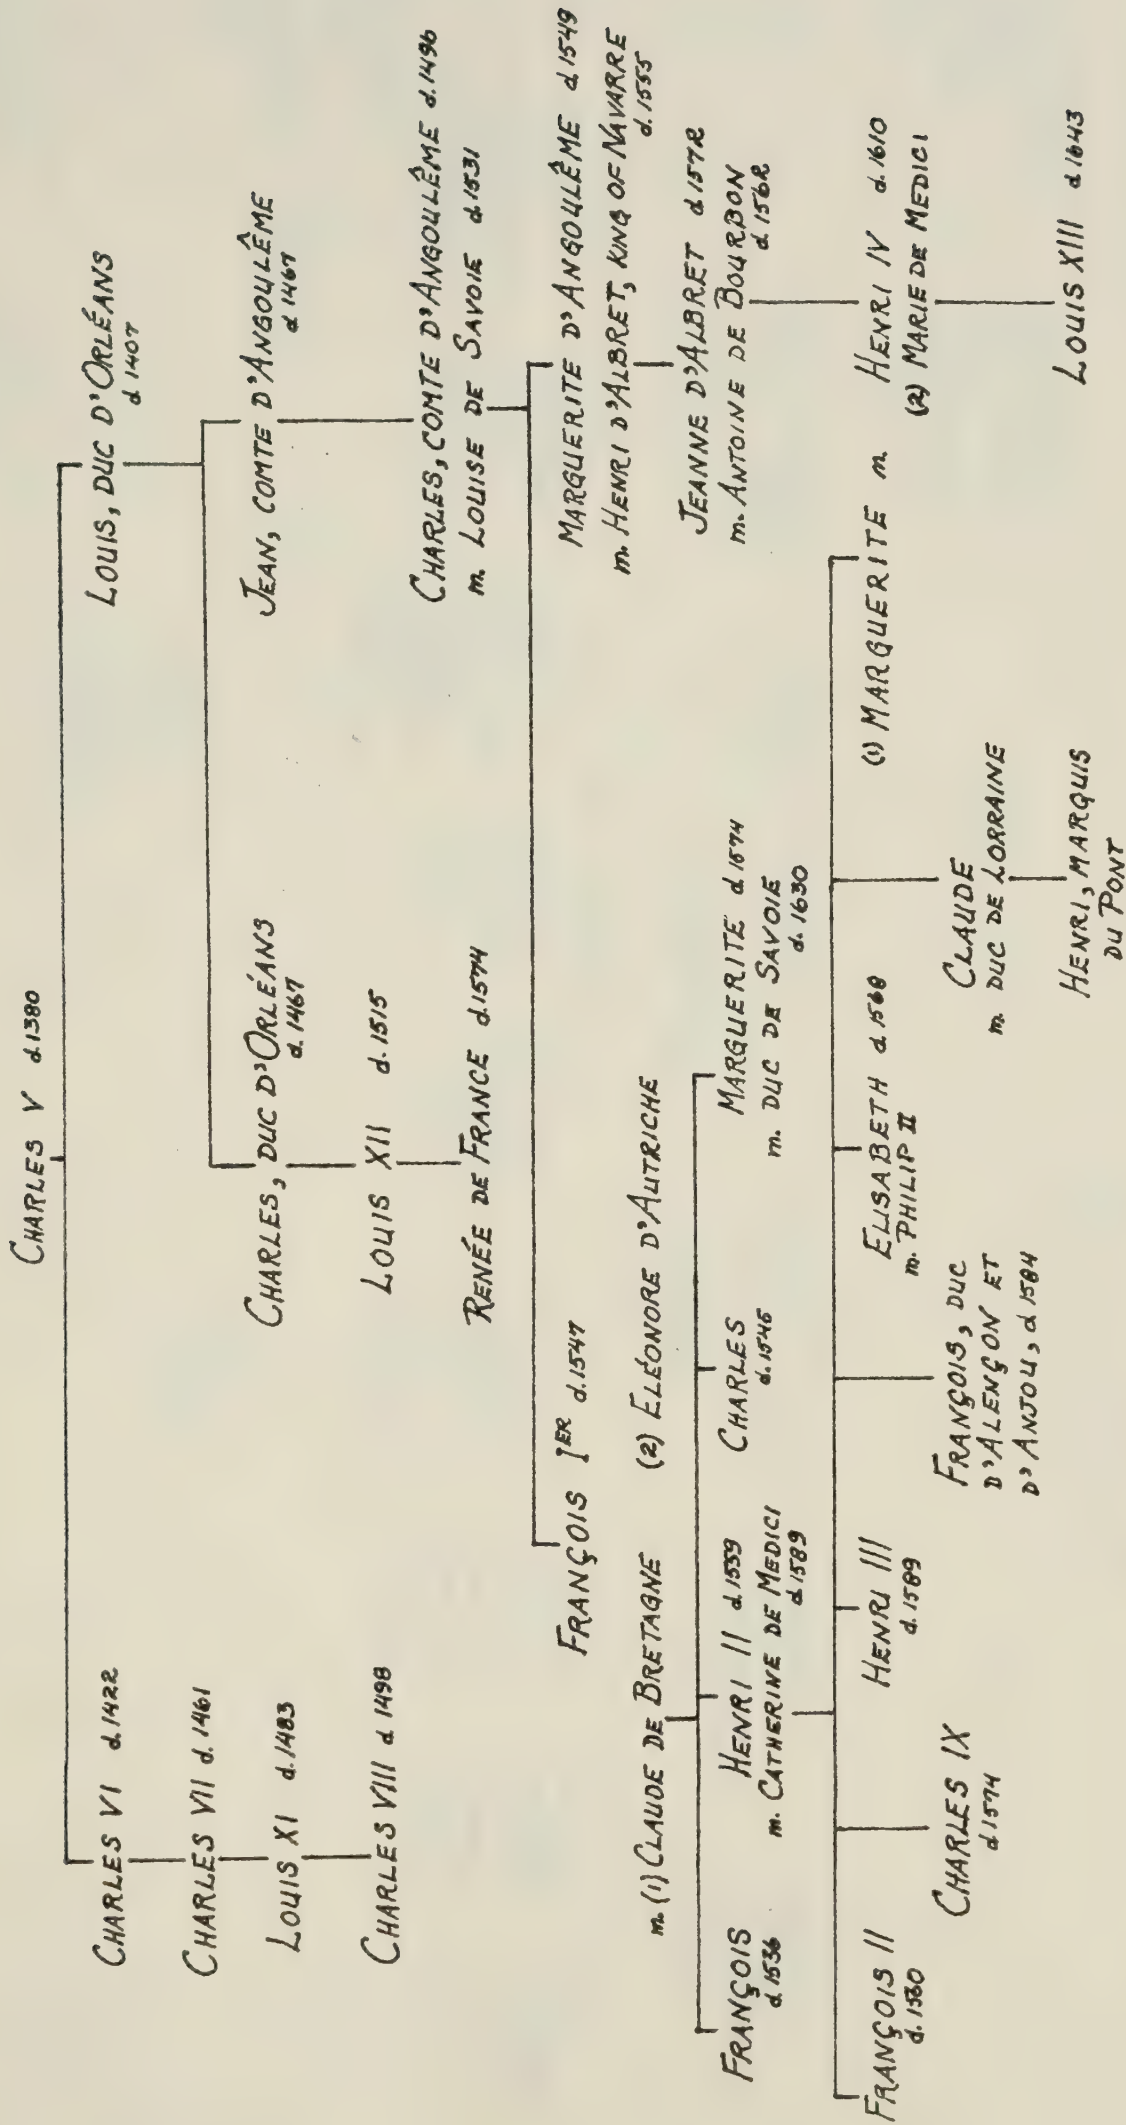 CHARLES V d.1380
CHARLES VI d.1422
LOUIS, DUC D'ORLÉANS
d 1407
CHARLES VII d.1461
LOUIS XI d.1483
CHARLES VIII d 1498
CHARLES, DUC D'ORLÉANS
d.1467
JEAN, COMTE D'ANGOULÊME
d 1467
LOUIS XII d.1515
RENÉE DE FRANCE d.1574
CHARLES, COMTE D'ANGOULÊME d.1496
m. LOUISE DE SAVOIE d.1531
FRANÇOIS IER d.1547
MARGUERITE D'ANGOULÊME d 1549
m. HENRI D'ALBRET, KING OF NAVARRE
d.1555
m. (1) CLAUDE DE BRETAGNE (2) ELÉONORE D'AUTRICHE
JEANNE D'ALBRET d 1572
m. ANTOINE DE BOURBON
d 1562
FRANÇOIS
d 1536
HENRI II d 1559
m. CATHERINE DE MEDICI
d 1589
CHARLES
d.1545
MARGUERITE d 1574
m. DUC DE SAVOIE
d. 1630
FRANÇOIS II
d. 1560
CHARLES IX
d 1574
HENRI III
d. 1589
FRANÇOIS, DUC
D'ALENÇON ET
D'ANJOU, d 1584
ELISABETH d 1568
m. PHILIP II
CLAUDE
m. DUC DE LORRAINE
HENRI, MARQUIS
DU PONT
(1) MARGUERITE m. HENRI IV d.1610
(2) MARIE DE MEDICI
LOUIS XIII d 1643